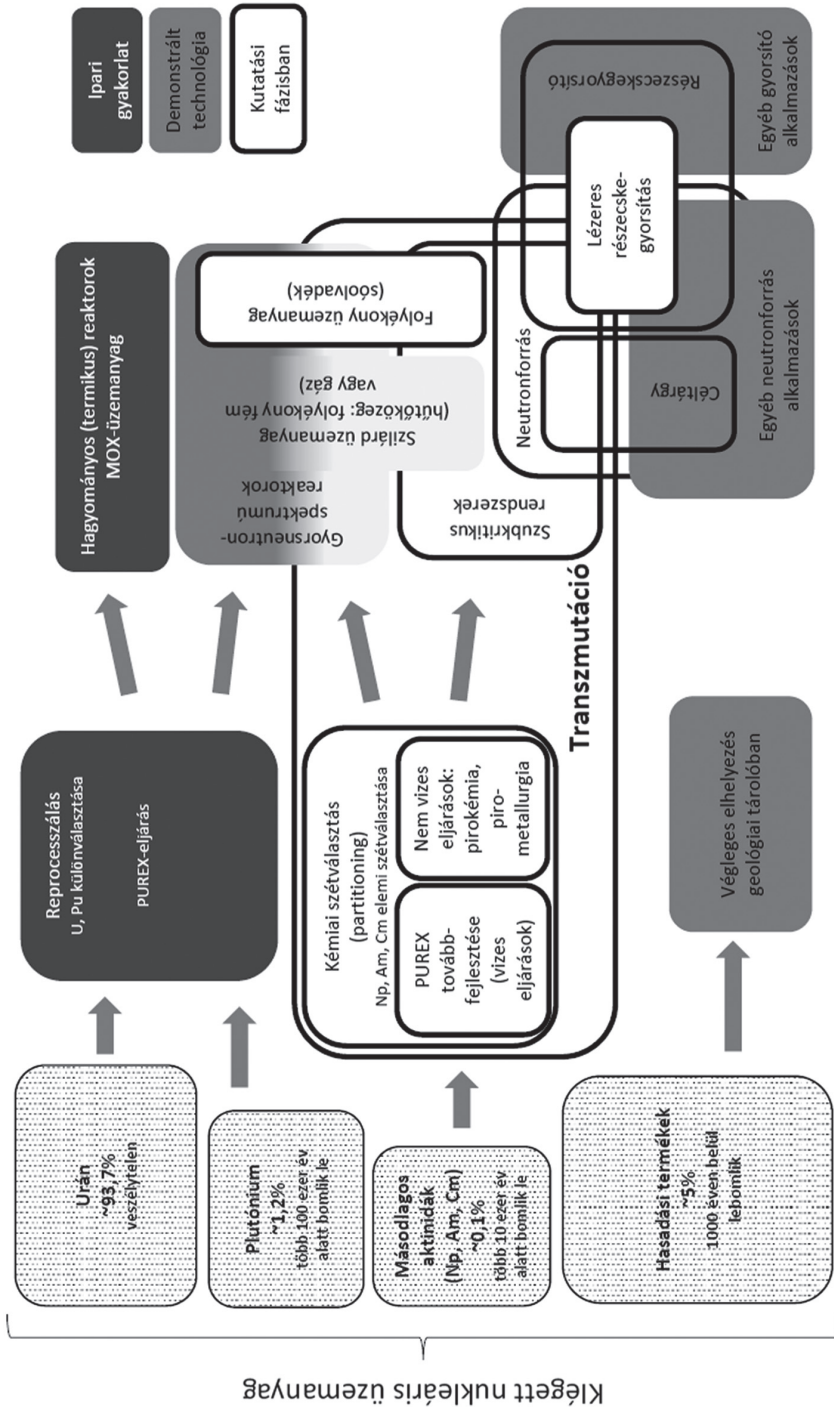 Kiégett nukleáris üzemanyag
Urán
~93,7%
veszélytelen
Plutónium
~1,2%
több 100 ezer év
alatt bomlik le
Másodlagos
aktinidák
(Np, Am, Cm)
~0,1%
több 10 ezer év
alatt bomlik le
Hasadási termékek
~5%
1000 éven belül
lebomlik
Reprocesszálás
U, Pu különválasztása
PUREX-eljárás
Kémiai szétválasztás
(partitioning)
Np, Am, Cm elemi szétválasztása
PUREX
tovább-
fejlesztése
(vizes
eljárások)
Nem vizes
eljárások:
pirokémia,
piro-
metallurgia
Transzmutáció
Végleges elhelyezés
geológiai tárolóban
Hagyományos (termikus) reaktorok
MOX-üzemanyag
Gyorsneutron-
spektrumú
reaktorok
Szilárd üzemanyag
(hűtőközeg: folyékony fém
vagy gáz)
Folyékony üzemanyag
(sóolvadék)
Szubkritikus
rendszerek
Neutronforrás
Céltárgy
Egyéb neutronforrás
alkalmazások
Lézeres
részecske-
gyorsítás
Részecskegyorsító
Egyéb gyorsító
alkalmazások
Ipari
gyakorlat
Demonstrált
technológia
Kutatási
fázisban